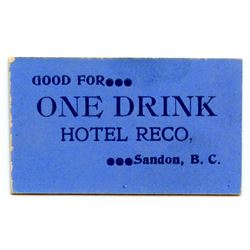 GOOD FOR●●●
ONE DRINK
HOTEL RECO,
●●●Sandon, B. C.